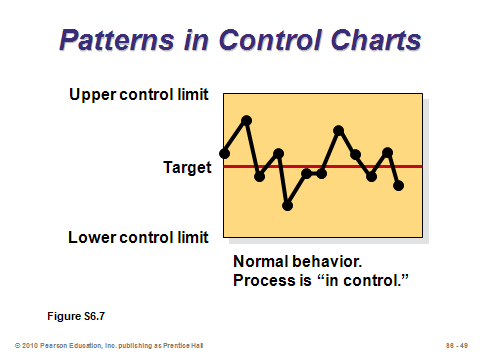 Patterns in Control Charts
Upper control limit
Target
Lower control limit
Normal behavior.
Process is “in control.”
Figure S6.7
© 2010 Pearson Education, Inc. publishing as Prentice Hall
S6 - 49